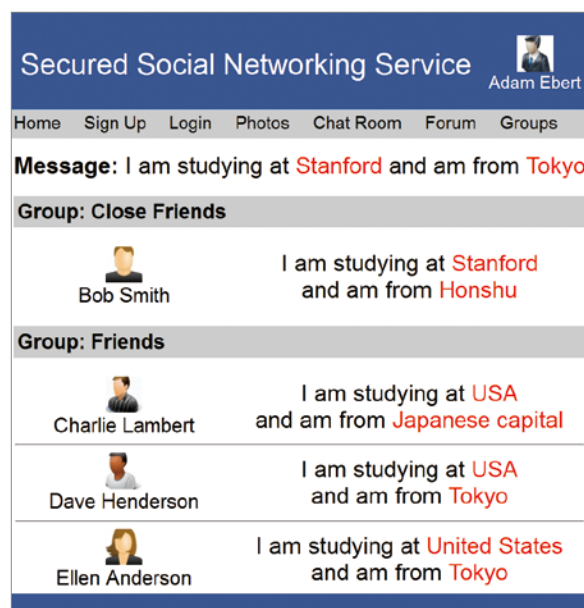 Secured Social Networking Service
Adam Ebert
Home Sign Up Login Photos Chat Room Forum Groups
Message: I am studying at Stanford and am from Tokyo
Group: Close Friends
Bob Smith
I am studying at Stanford
and am from Honshu
Group: Friends
Charlie Lambert
I am studying at USA
and am from Japanese capital
Dave Henderson
I am studying at USA
and am from Tokyo
Ellen Anderson
I am studying at United States
and am from Tokyo